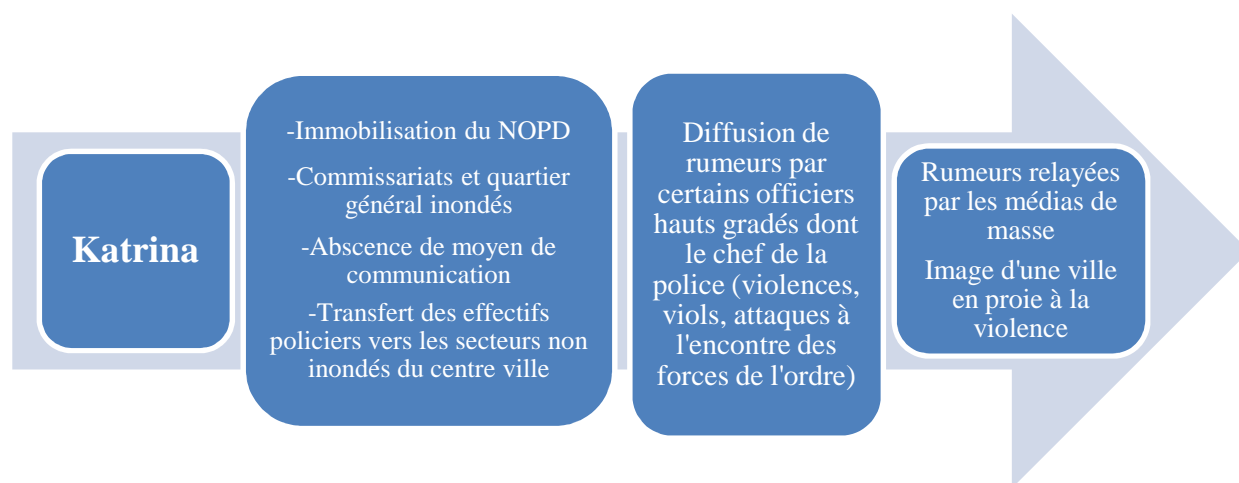 Katrina
-Immobilisation du NOPD
-Commissariats et quartier
général inondés
-Abscence de moyen de
communication
-Transfert des effectifs
policiers vers les secteurs non
inondés du centre ville
Diffusion de
rumeurs par
certains officiers
hauts gradés dont
le chef de la
police (violences,
viols, attaques à
l'encontre des
forces de l'ordre)
Rumeurs relayées
par les médias de
masse
Image d'une ville
en proie à la
violence